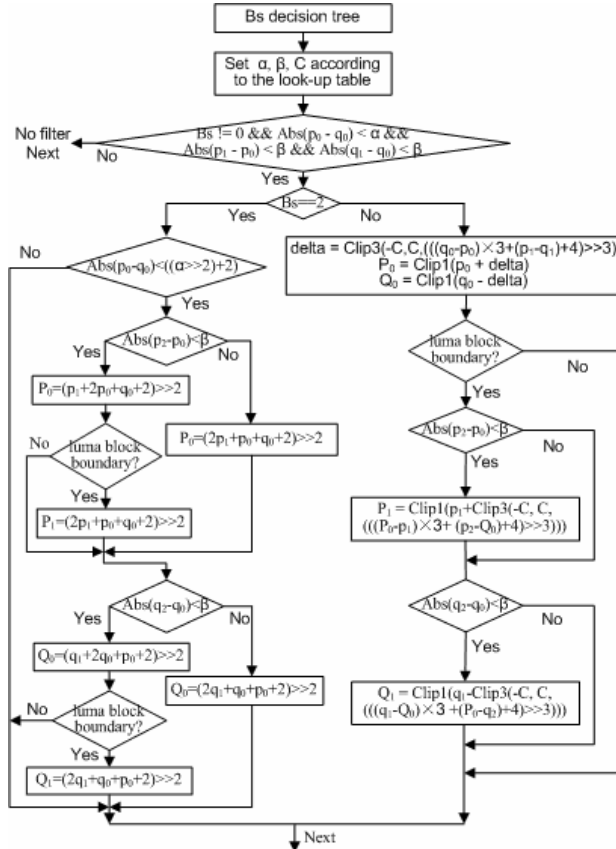 Bs decision tree
Set α, β, C according
to the look-up table
Bs != 0 && Abs(p₀ - q₀) < α &&
Abs(p₁ - p₀) < β && Abs(q₁ - q₀) < β
No filter
Next
No
Yes
Bs==2
Yes
No
No
Abs(p₀-q₀)<((α>>2)+2)
Yes
delta = Clip3(-C,C,(((q₀-p₀)×3+(p₁-q₁)+4)>>3)
P₀ = Clip1(p₀ + delta)
Q₀ = Clip1(q₀ - delta)
Abs(p₂-p₀)<β
Yes
No
P₀=(p₁+2p₀+q₀+2)>>2
P₀=(2p₁+p₀+q₀+2)>>2
luma block
boundary?
No
Yes
P₁=(2p₁+p₀+q₀+2)>>2
Abs(q₂-q₀)<β
Yes
No
Q₀=(q₁+2q₀+p₀+2)>>2
Q₀=(2q₁+q₀+p₀+2)>>2
luma block
boundary?
No
Yes
Q₁=(2q₁+q₀+p₀+2)>>2
luma block
boundary?
No
Yes
Abs(p₂-p₀)<β
No
Yes
P₁ = Clip1(p₁+Clip3(-C, C,
(((P₀-p₁)×3+ (p₂-Q₀)+4)>>3)))
Abs(q₂-q₀)<β
No
Yes
Q₁ = Clip1(q₁-Clip3(-C, C,
(((q₁-Q₀)×3 +(P₀-q₂)+4)>>3)))
Next